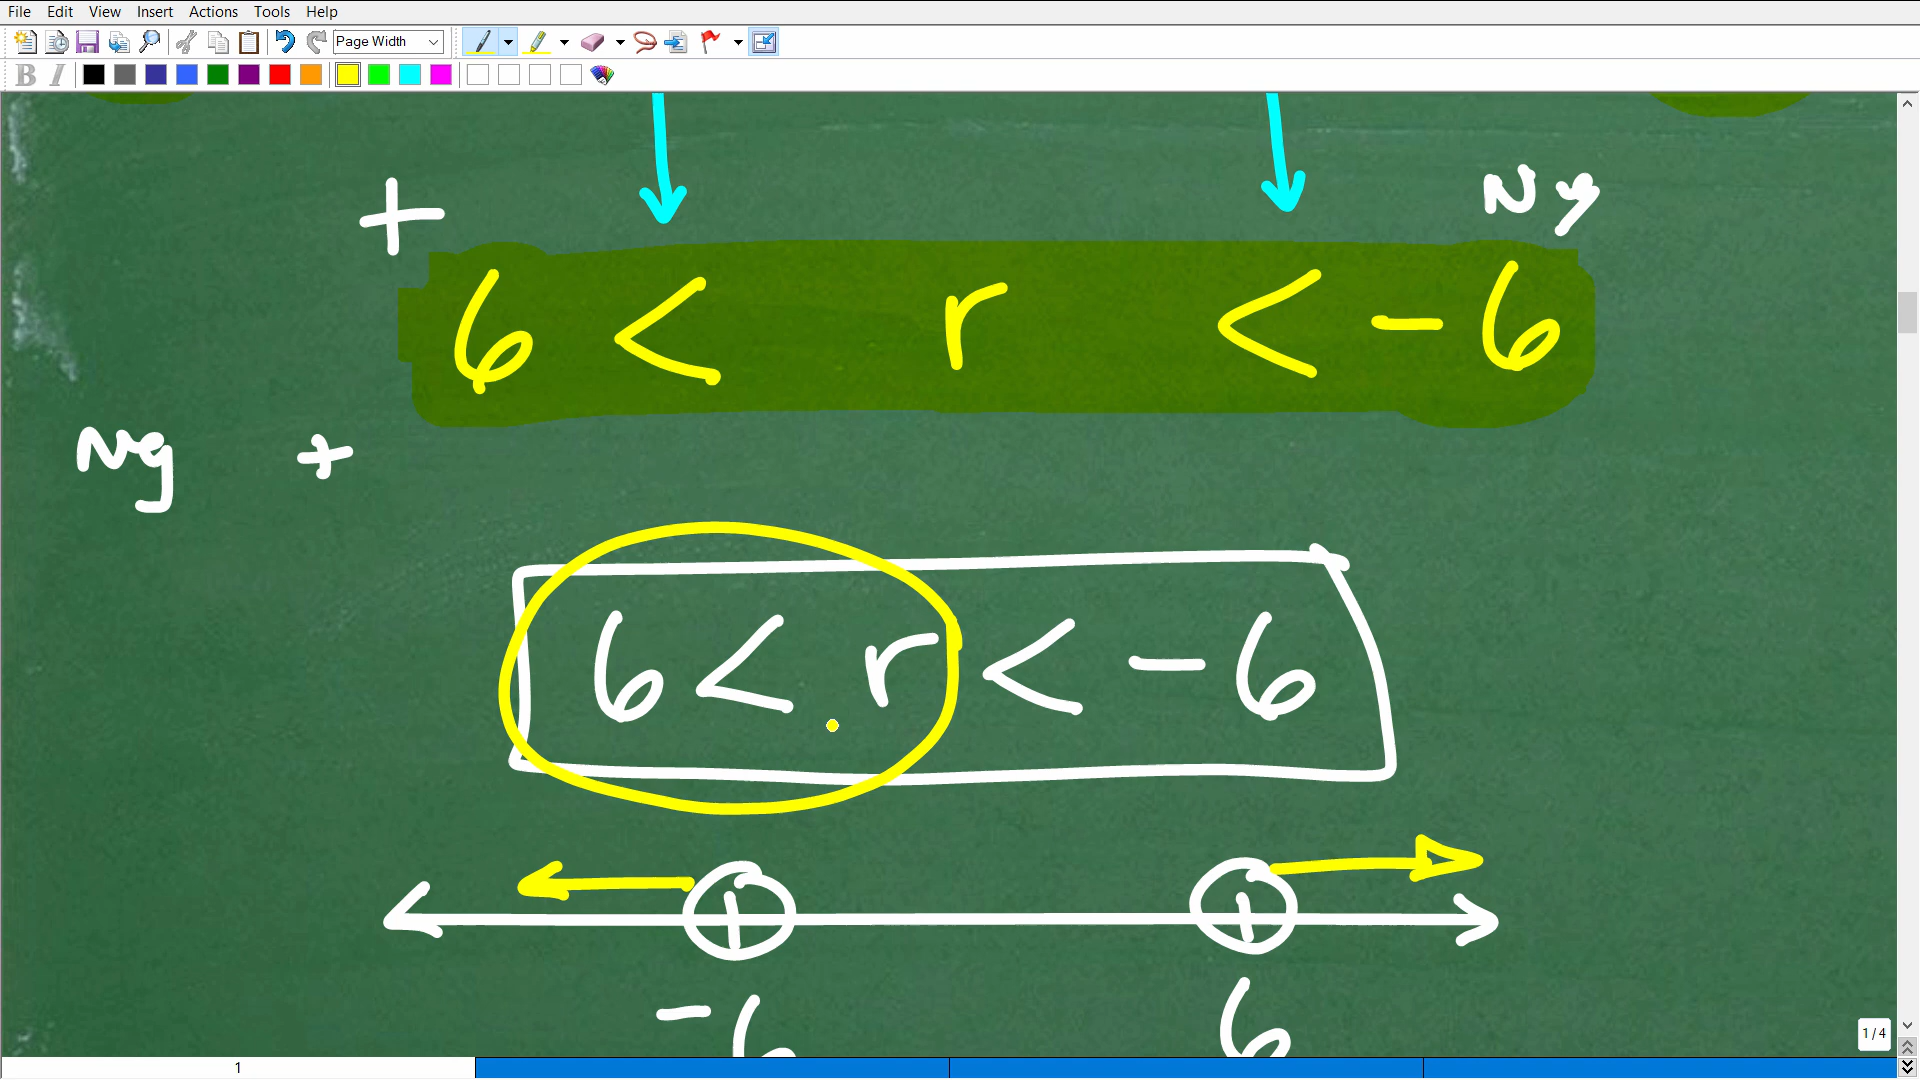 File Edit View Insert Actions Tools Help
Page Width
B I
+ Ny
6 < r < -6
Ng +
6 < r < -6
-6 6
1 / 4
1